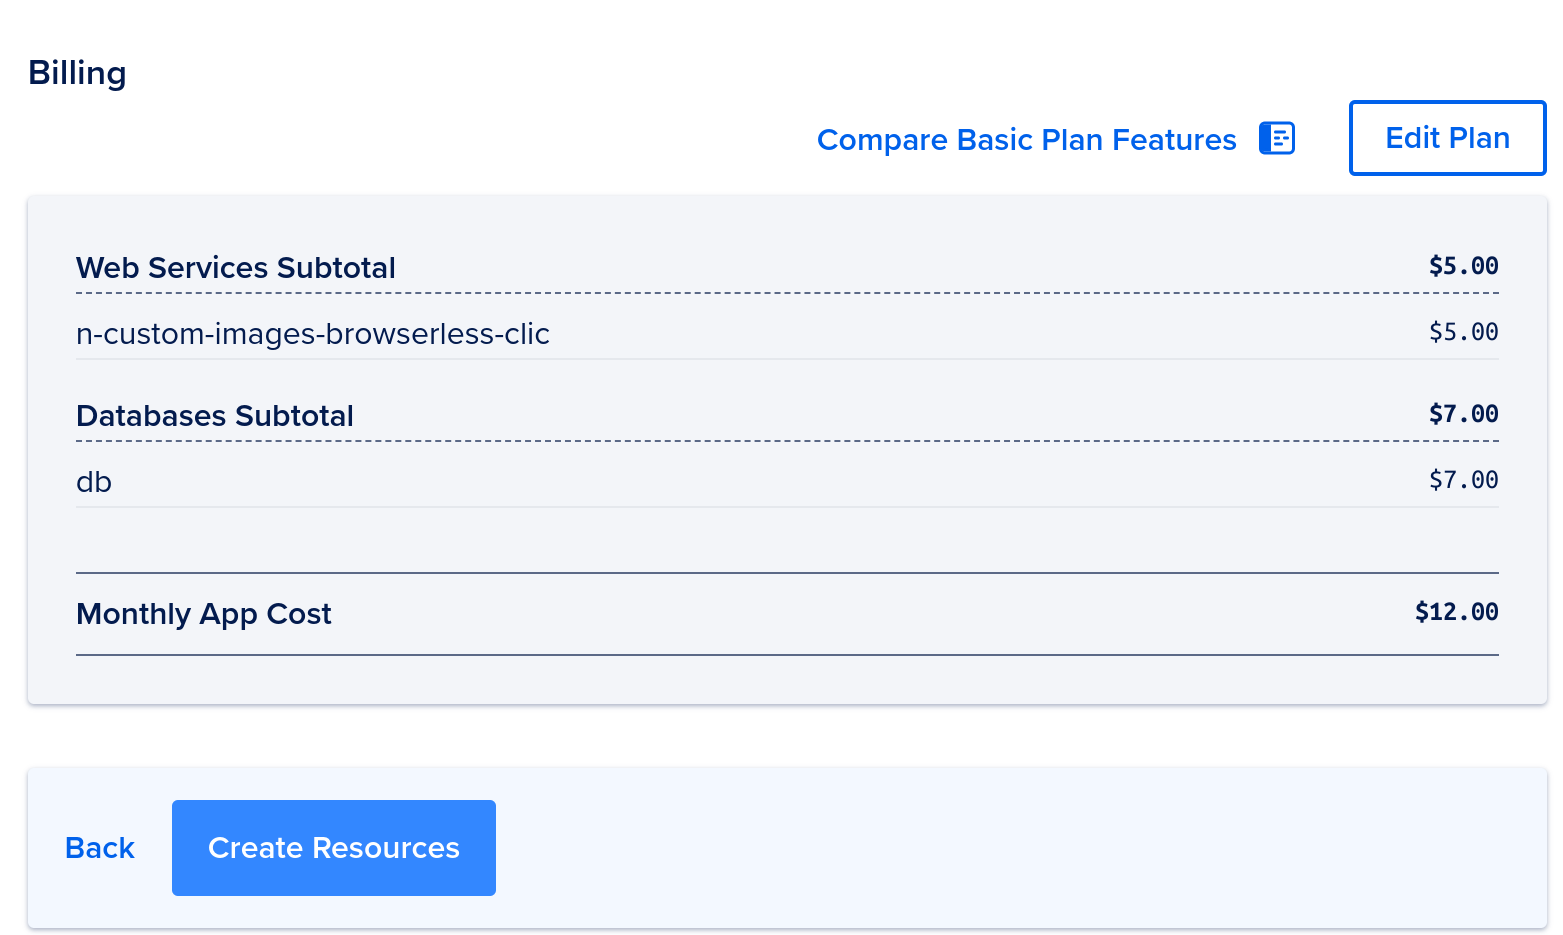 Billing
Compare Basic Plan Features
Edit Plan
Web Services Subtotal $5.00
n-custom-images-browserless-clic $5.00
Databases Subtotal $7.00
db $7.00
Monthly App Cost $12.00
Back Create Resources